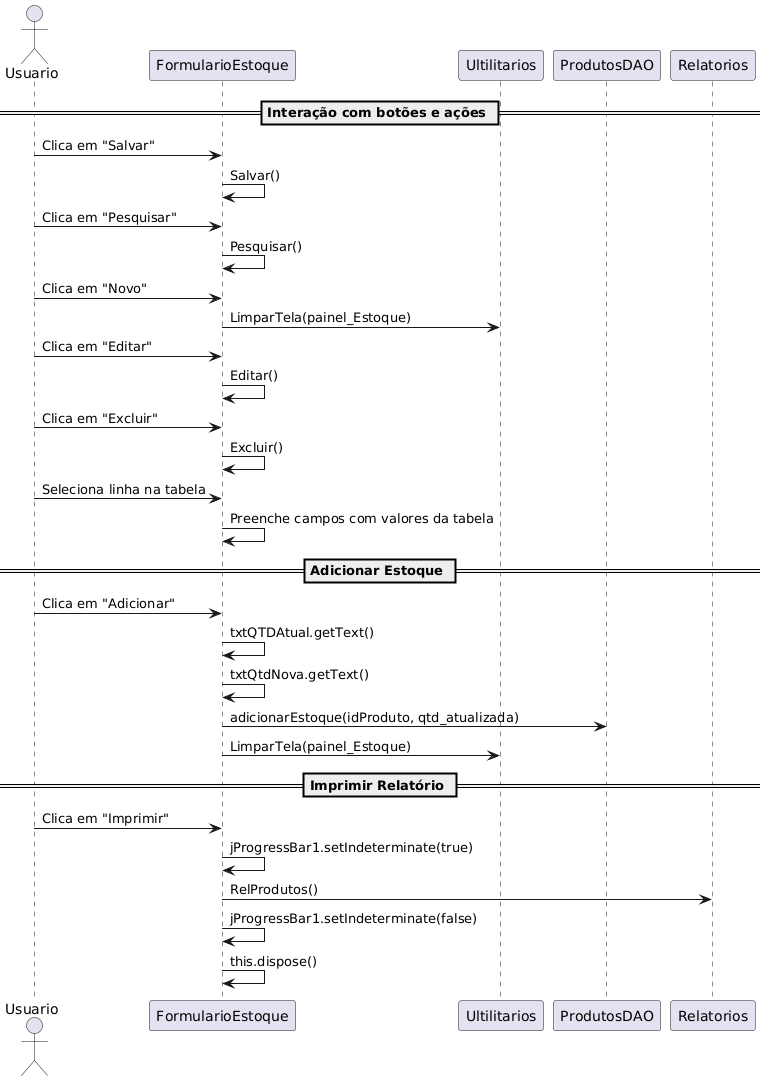 Usuario
FormularioEstoque
Ultilitarios
ProdutosDAO
Relatorios
Interação com botões e ações
Clica em "Salvar"
Salvar()
Clica em "Pesquisar"
Pesquisar()
Clica em "Novo"
LimparTela(painel_Estoque)
Clica em "Editar"
Editar()
Clica em "Excluir"
Excluir()
Seleciona linha na tabela
Preenche campos com valores da tabela
Adicionar Estoque
Clica em "Adicionar"
txtQTDAtual.getText()
txtQtdNova.getText()
adicionarEstoque(idProduto, qtd_atualizada)
LimparTela(painel_Estoque)
Imprimir Relatório
Clica em "Imprimir"
jProgressBar1.setIndeterminate(true)
RelProdutos()
jProgressBar1.setIndeterminate(false)
this.dispose()
Usuario
FormularioEstoque
Ultilitarios
ProdutosDAO
Relatorios